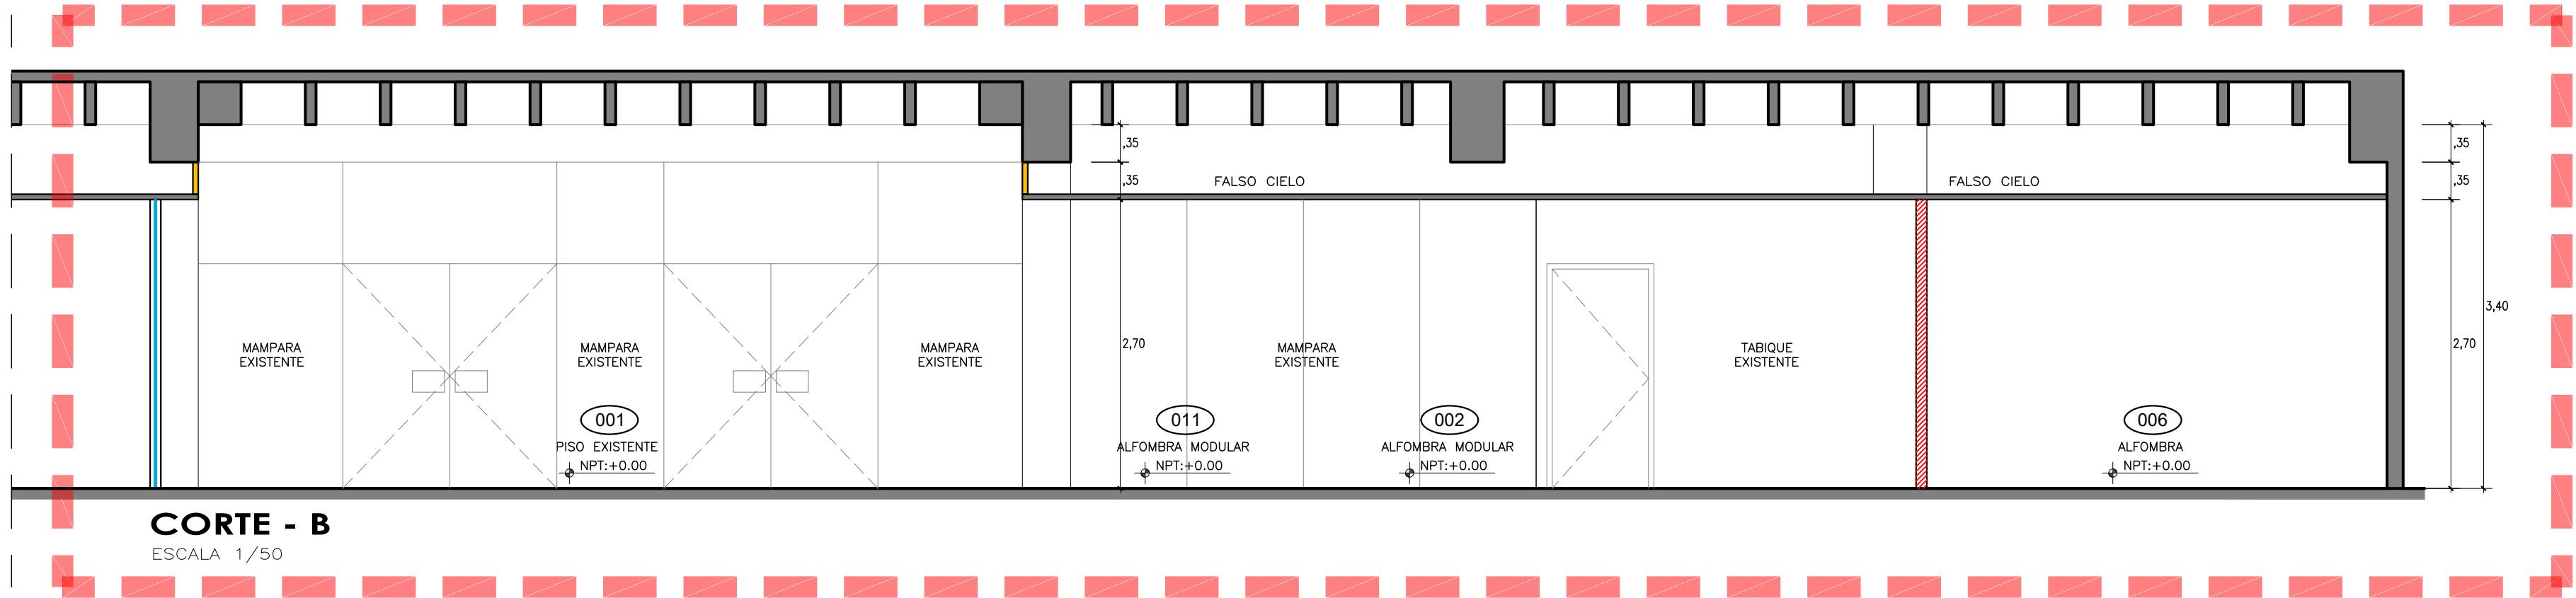 ,35
,35
FALSO CIELO
FALSO CIELO
,35
,35
3,40
MAMPARA
EXISTENTE
MAMPARA
EXISTENTE
MAMPARA
EXISTENTE
2,70
MAMPARA
EXISTENTE
TABIQUE
EXISTENTE
2,70
001
PISO EXISTENTE
NPT:+0.00
011
ALFOMBRA MODULAR
NPT:+0.00
002
ALFOMBRA MODULAR
NPT:+0.00
006
ALFOMBRA
NPT:+0.00
CORTE - B
ESCALA 1/50